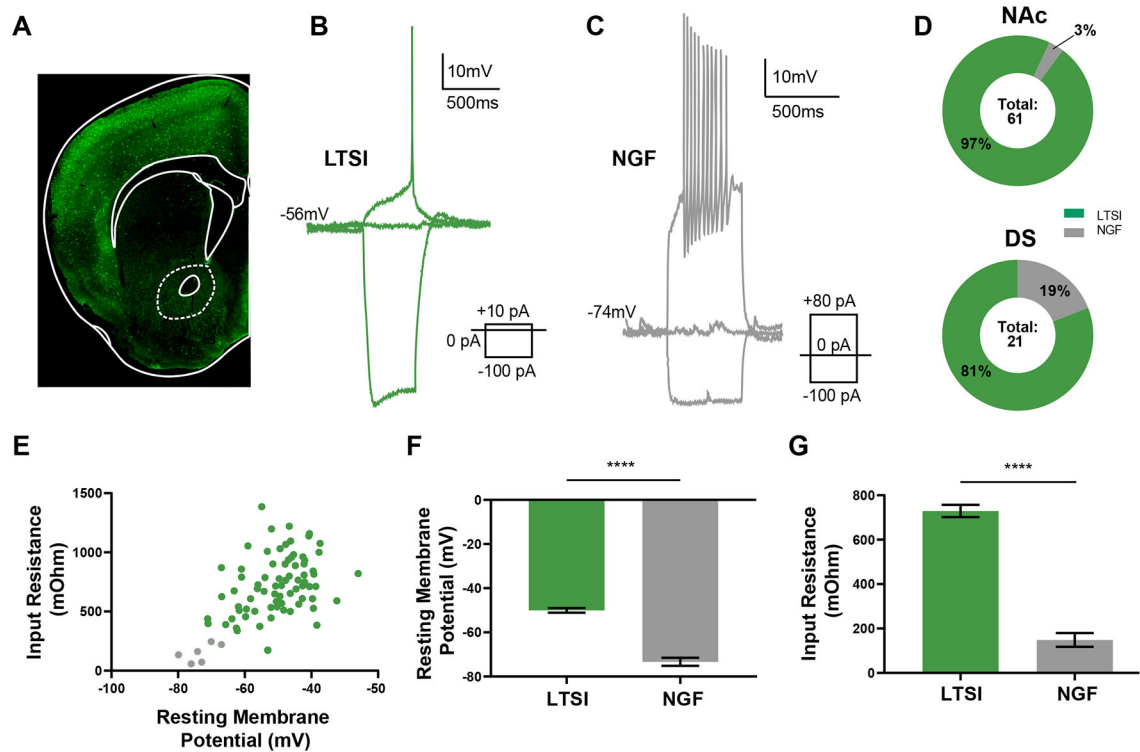 A
B
10mV
500ms
LTSI
-56mV
+10 pA
0 pA
-100 pA
C
10mV
500ms
NGF
-74mV
+80 pA
0 pA
-100 pA
D
NAc
3%
Total:
61
97%
LTSI
NGF
DS
19%
Total:
21
81%
E
Input Resistance
(mOhm)
1500
1000
500
0
-100
-80
-60
-40
-50
Resting Membrane
Potential (mV)
F
****
Resting Membrane
Potential (mV)
0
-20
-40
-60
-80
LTSI
NGF
G
****
Input Resistance
(mOhm)
800
600
400
200
0
LTSI
NGF